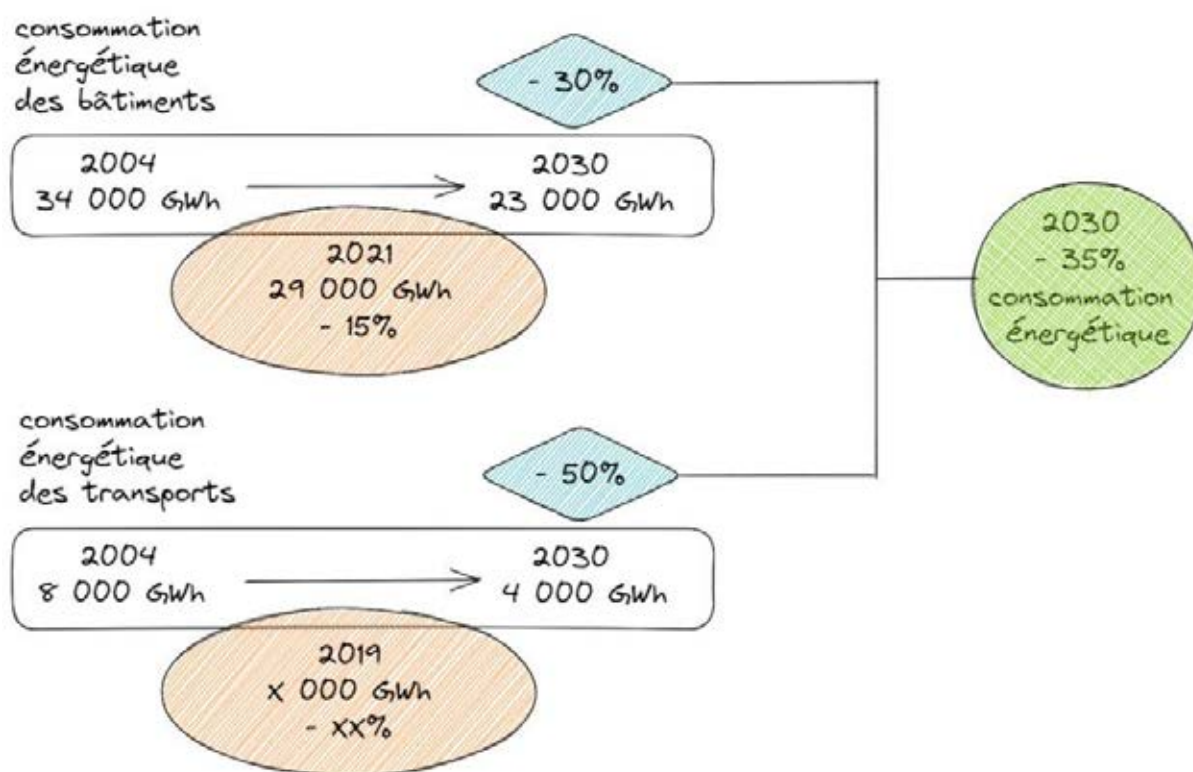 consommation
énergétique
des bâtiments
- 30%
2004
34 000 GWh
2030
23 000 GWh
2021
29 000 GWh
- 15%
2030
- 35%
consommation
énergétique
consommation
énergétique
des transports
- 50%
2004
8 000 GWh
2030
4 000 GWh
2019
x 000 GWh
- xx%